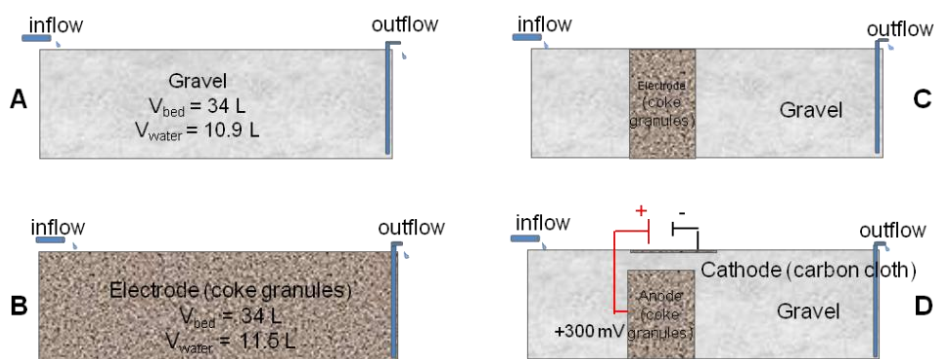 inflow
outflow
A
Gravel
V_bed = 34 L
V_water = 10.9 L
inflow
outflow
C
Electrode
(coke
granules)
Gravel
inflow
outflow
B
Electrode (coke granules)
V_bed = 34 L
V_water = 11.5 L
+
-
inflow
outflow
D
Cathode (carbon cloth)
Anode
(coke
granules)
+300 mV
Gravel